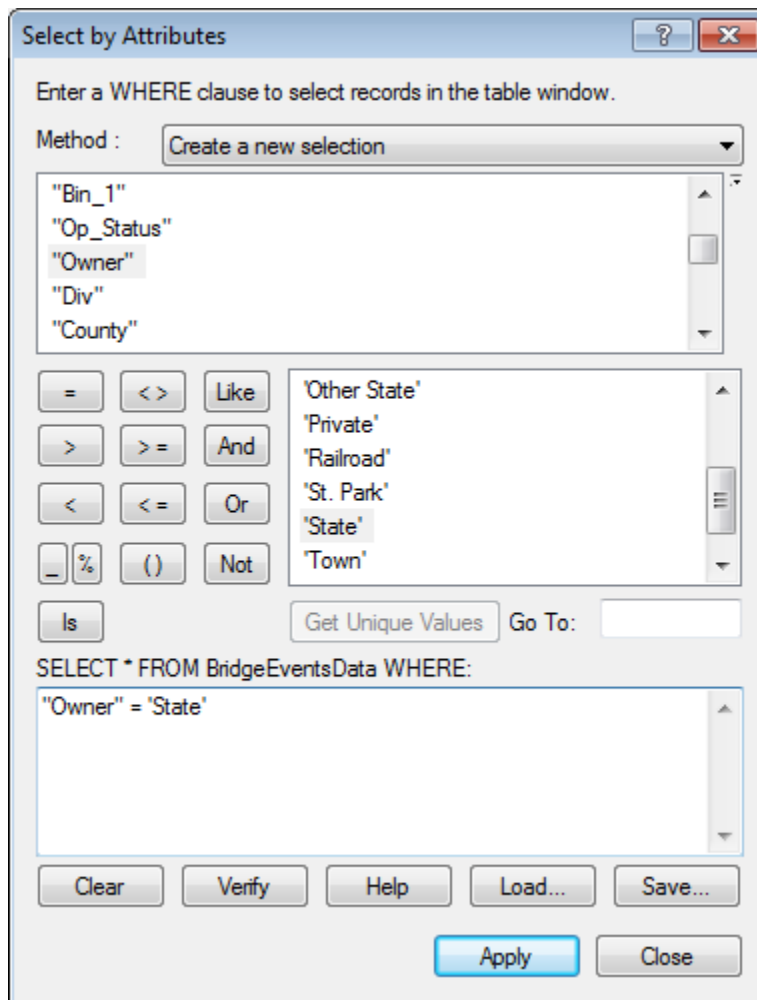 Select by Attributes
?
Enter a WHERE clause to select records in the table window.
Method : Create a new selection
"Bin_1"
"Op_Status"
"Owner"
"Div"
"County"
= < > Like
> > = And
< < = Or
_ % ( ) Not
Is
'Other State'
'Private'
'Railroad'
'St. Park'
'State'
'Town'
Get Unique Values Go To:
SELECT * FROM BridgeEventsData WHERE:
"Owner" = 'State'
Clear Verify Help Load... Save...
Apply Close